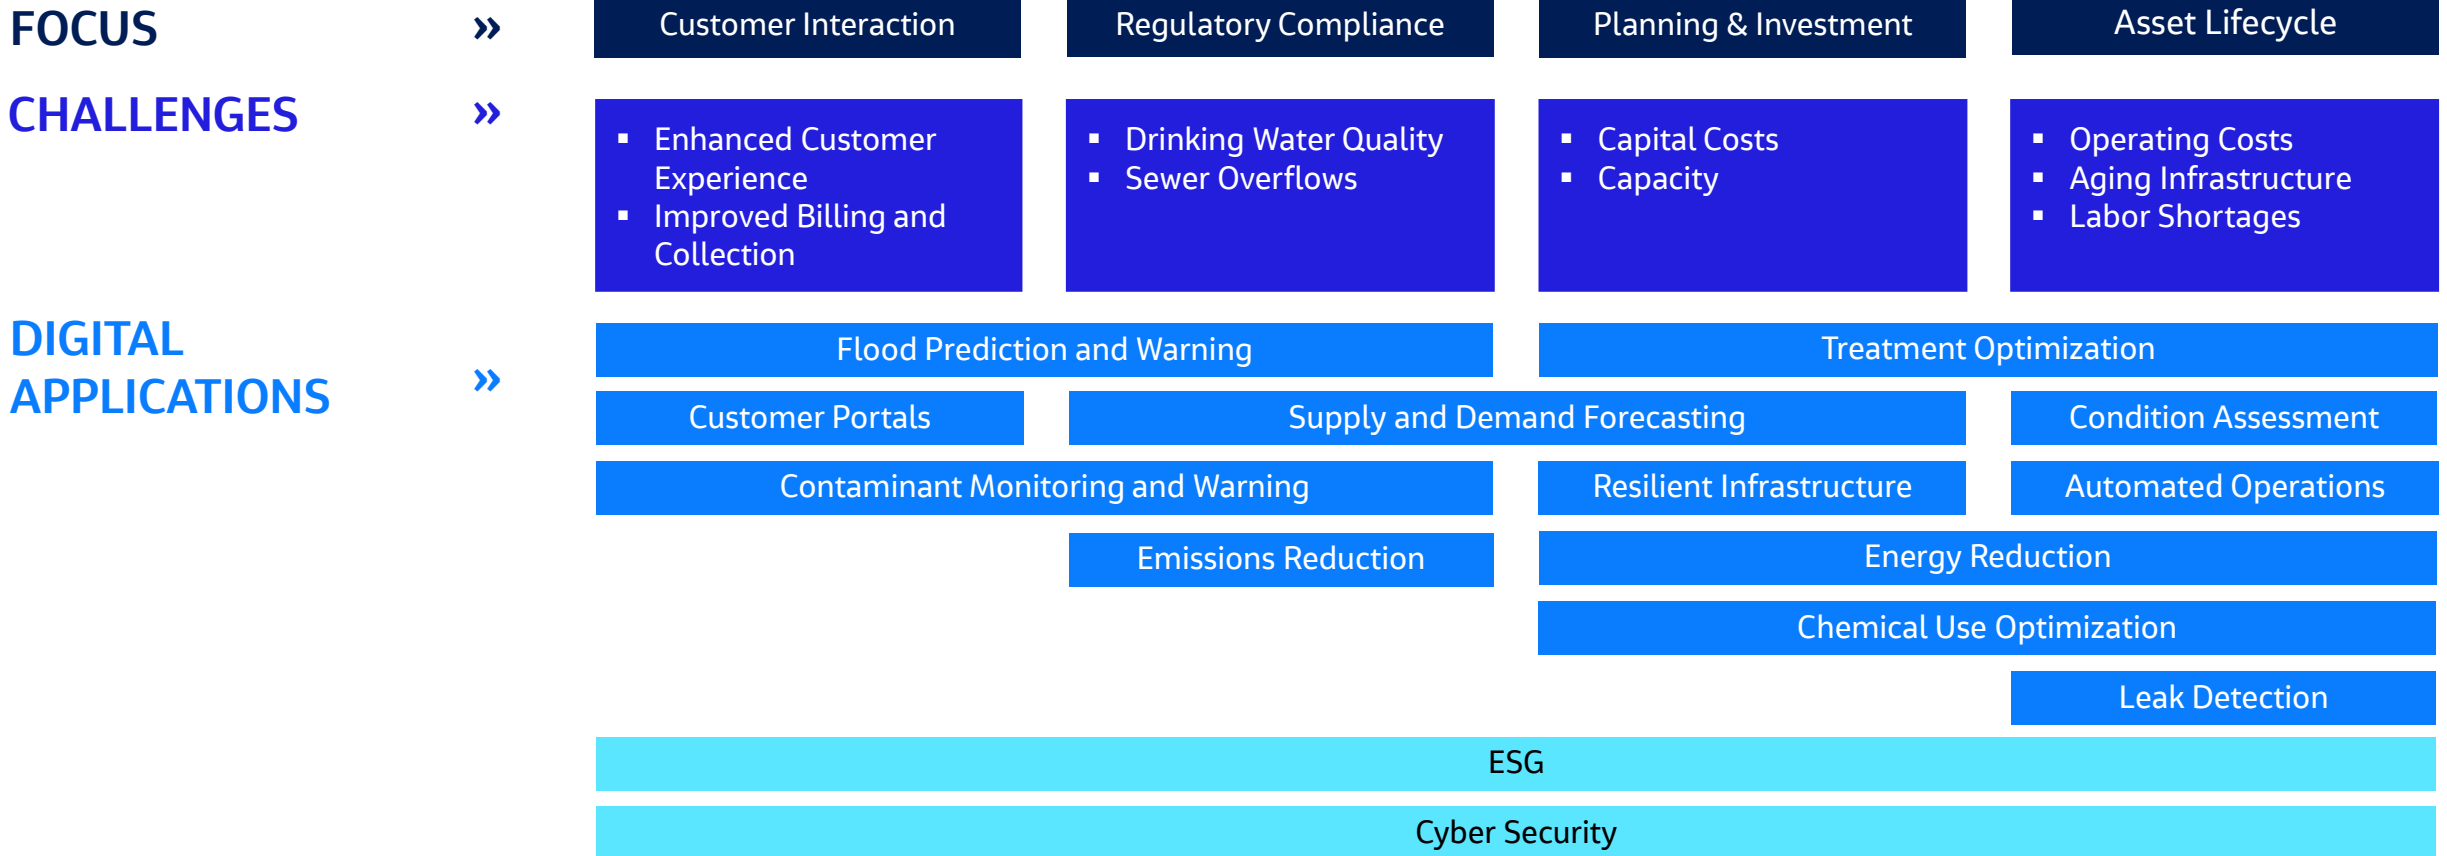 FOCUS » Customer Interaction Regulatory Compliance Planning & Investment Asset Lifecycle
CHALLENGES »
▪ Enhanced Customer
Experience
▪ Improved Billing and
Collection
▪ Drinking Water Quality
▪ Sewer Overflows
▪ Capital Costs
▪ Capacity
▪ Operating Costs
▪ Aging Infrastructure
▪ Labor Shortages
DIGITAL
APPLICATIONS »
Flood Prediction and Warning
Treatment Optimization
Customer Portals
Supply and Demand Forecasting
Condition Assessment
Contaminant Monitoring and Warning
Resilient Infrastructure
Automated Operations
Emissions Reduction
Energy Reduction
Chemical Use Optimization
Leak Detection
ESG
Cyber Security